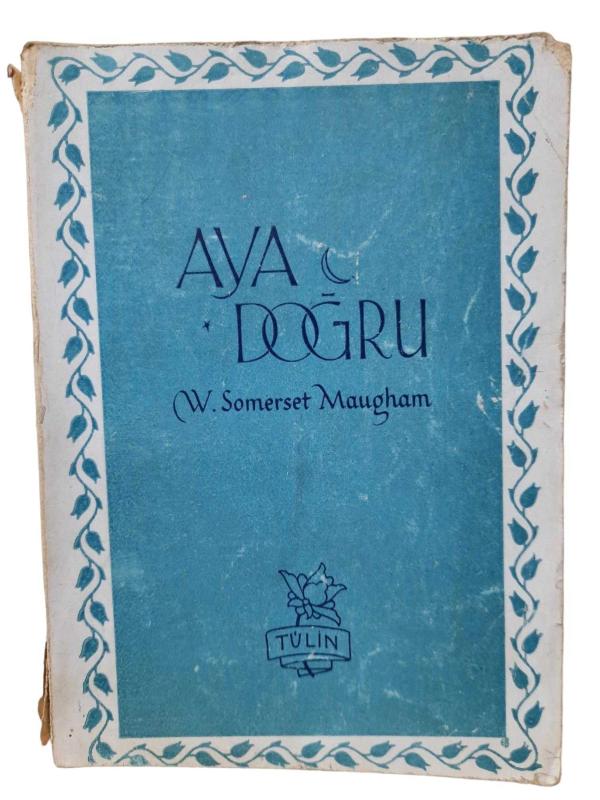 AYA
DOĞRU
W. Somerset Maugham
TÜLİN